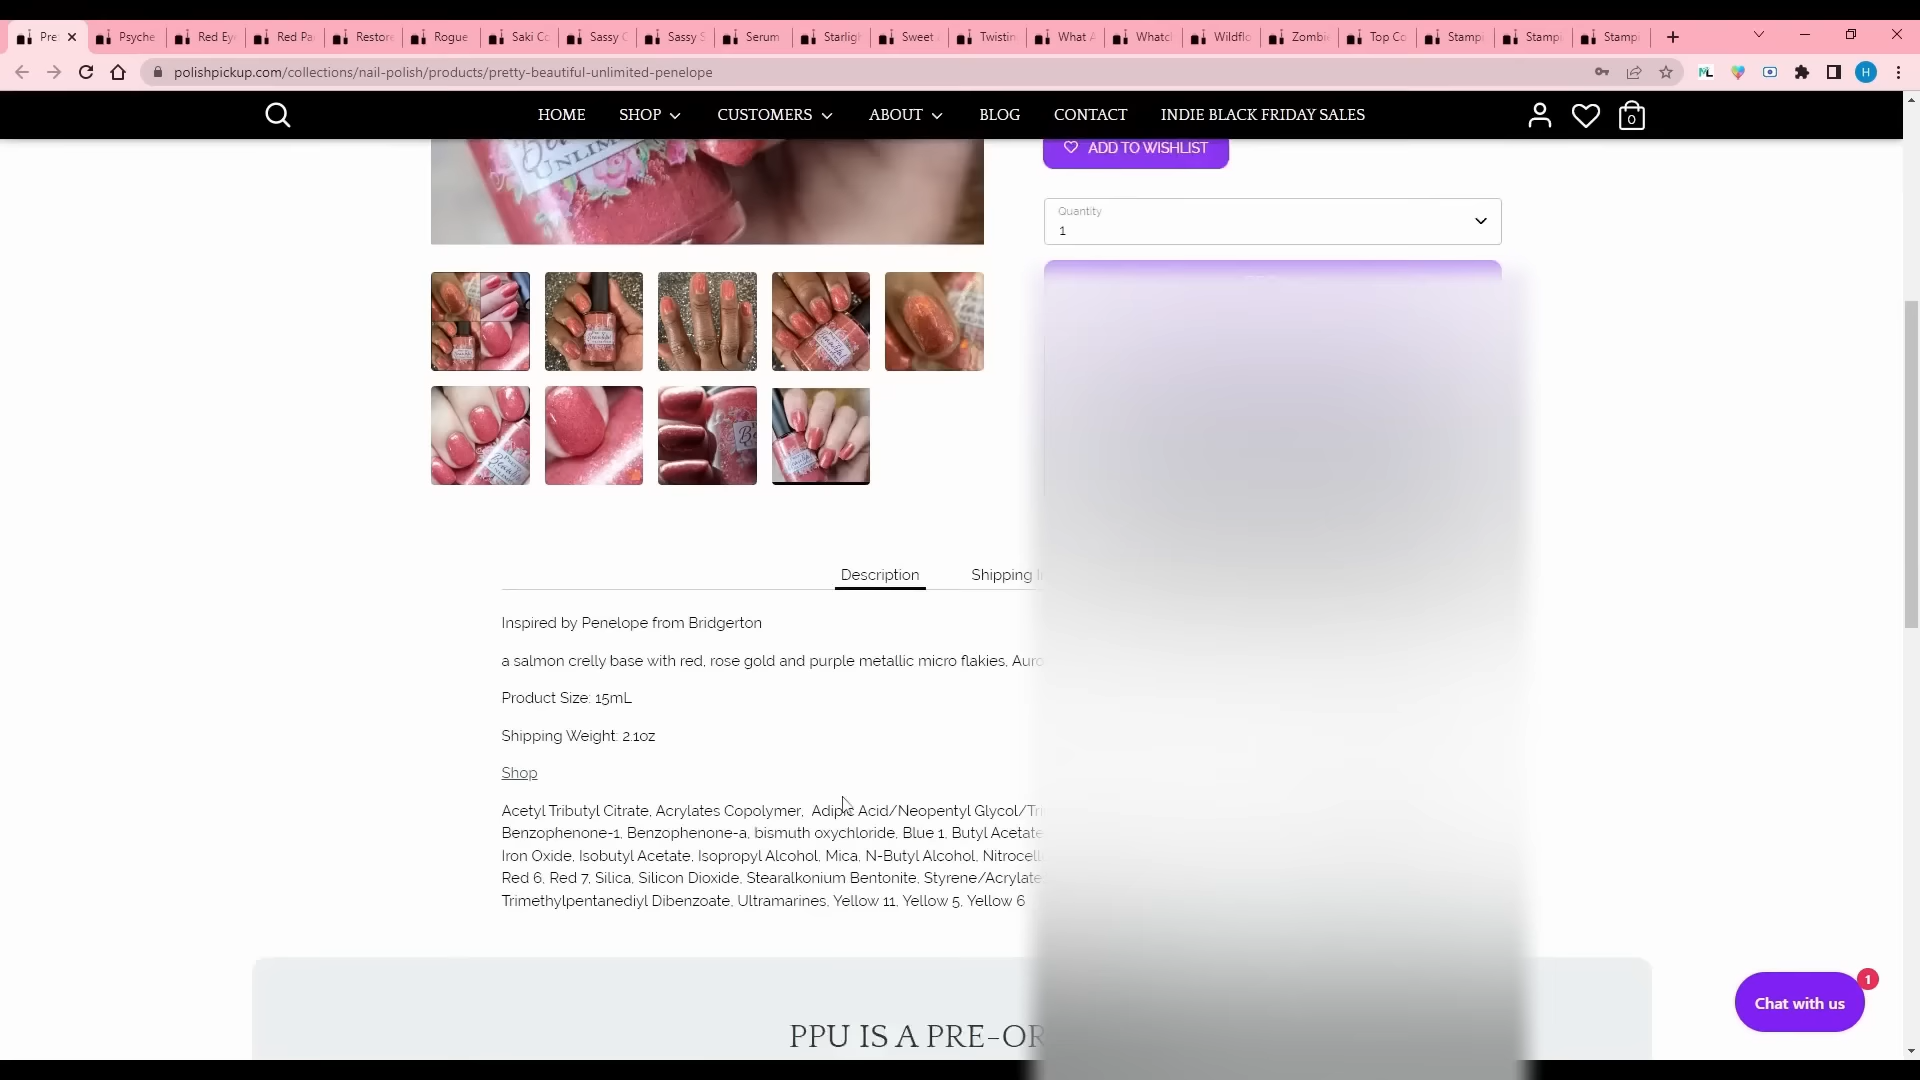 Pre
Psyche
Red Ey
Red Pa
Restore
Rogue
Saki Co
Sassy
Sassy S
Serum
Starligh
Sweet
Twistin
What A
Whatch
Wildflo
Zombie
Top Co
Stamp
Stamp
Stamp
polishpickup.com/collections/nail-polish/products/pretty-beautiful-unlimited-penelope
H
HOME
SHOP
CUSTOMERS
ABOUT
BLOG
CONTACT
INDIE BLACK FRIDAY SALES
0
UNLIMITED
ADD TO WISHLIST
Quantity
1
Description
Shipping I
Inspired by Penelope from Bridgerton
a salmon crelly base with red, rose gold and purple metallic micro flakies, Auro
Product Size: 15mL
Shipping Weight: 2.1oz
Shop
Acetyl Tributyl Citrate, Acrylates Copolymer, Adipic Acid/Neopentyl Glycol/Tri
Benzophenone-1, Benzophenone-a, bismuth oxychloride, Blue 1, Butyl Acetate
Iron Oxide, Isobutyl Acetate, Isopropyl Alcohol, Mica, N-Butyl Alcohol, Nitrocell
Red 6, Red 7, Silica, Silicon Dioxide, Stearalkonium Bentonite, Styrene/Acrylate
Trimethylpentanediyl Dibenzoate, Ultramarines, Yellow 11, Yellow 5, Yellow 6
PPU IS A PRE-OR
Chat with us
1